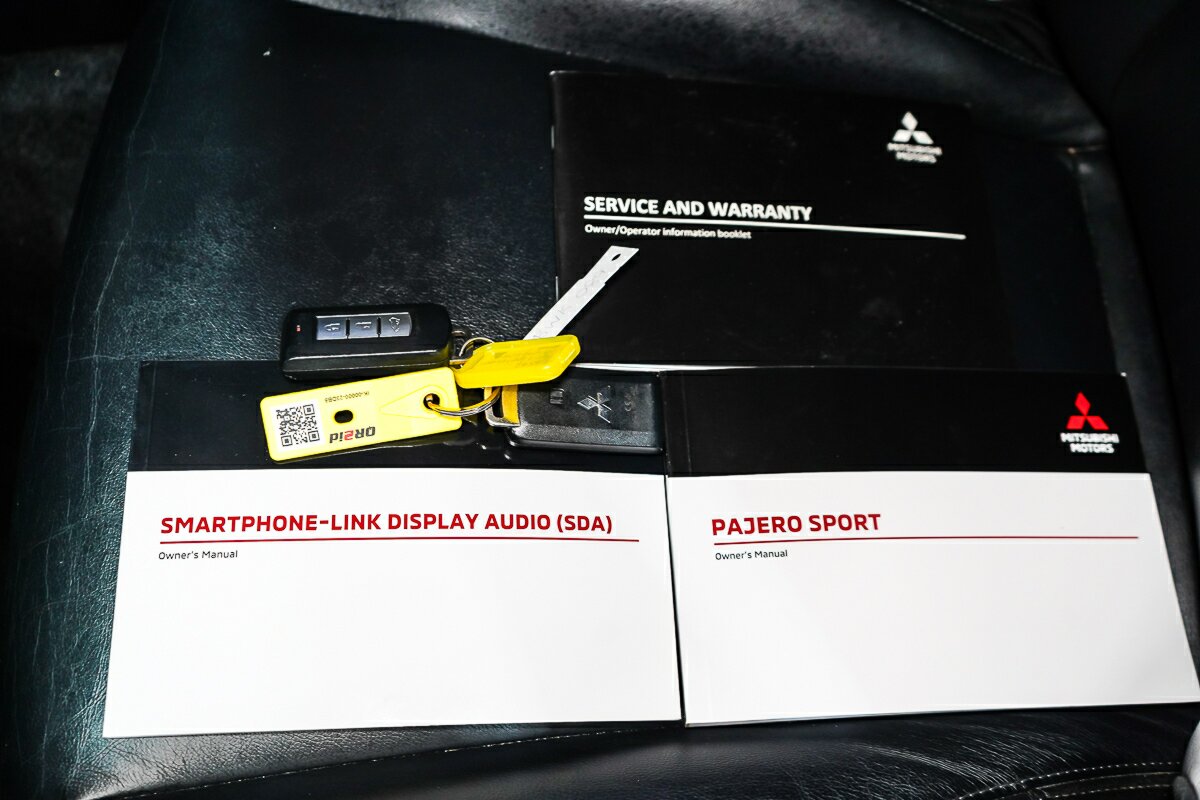 MITSUBISHI
MOTORS
SERVICE AND WARRANTY
Owner/Operator information booklet
QR2id
SMARTPHONE-LINK DISPLAY AUDIO (SDA)
Owner's Manual
MITSUBISHI
MOTORS
PAJERO SPORT
Owner's Manual